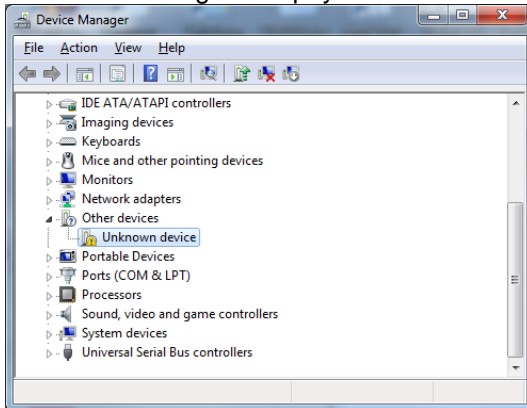 Device Manager
File Action View Help
IDE ATA/ATAPI controllers
Imaging devices
Keyboards
Mice and other pointing devices
Monitors
Network adapters
Other devices
Unknown device
Portable Devices
Ports (COM & LPT)
Processors
Sound, video and game controllers
System devices
Universal Serial Bus controllers